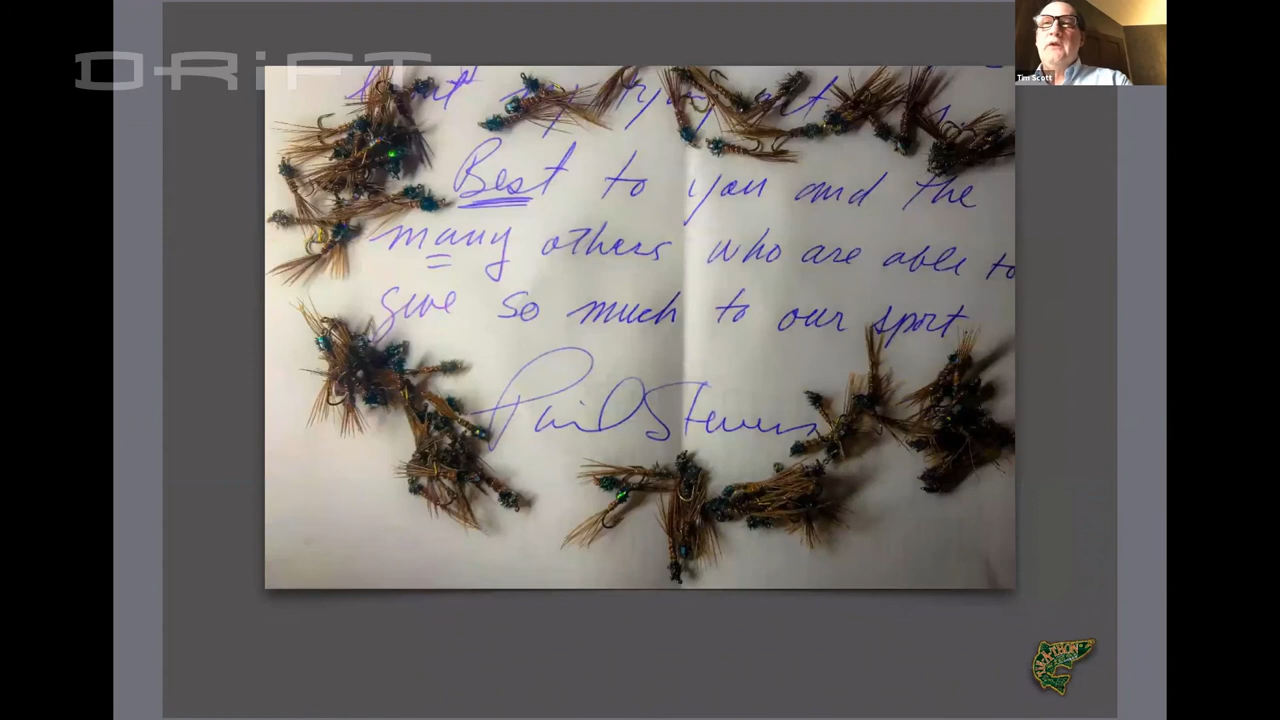 DRiFT
Tim Scott
Best to you and the
many others who are able to
give so much to our sport
Stevens